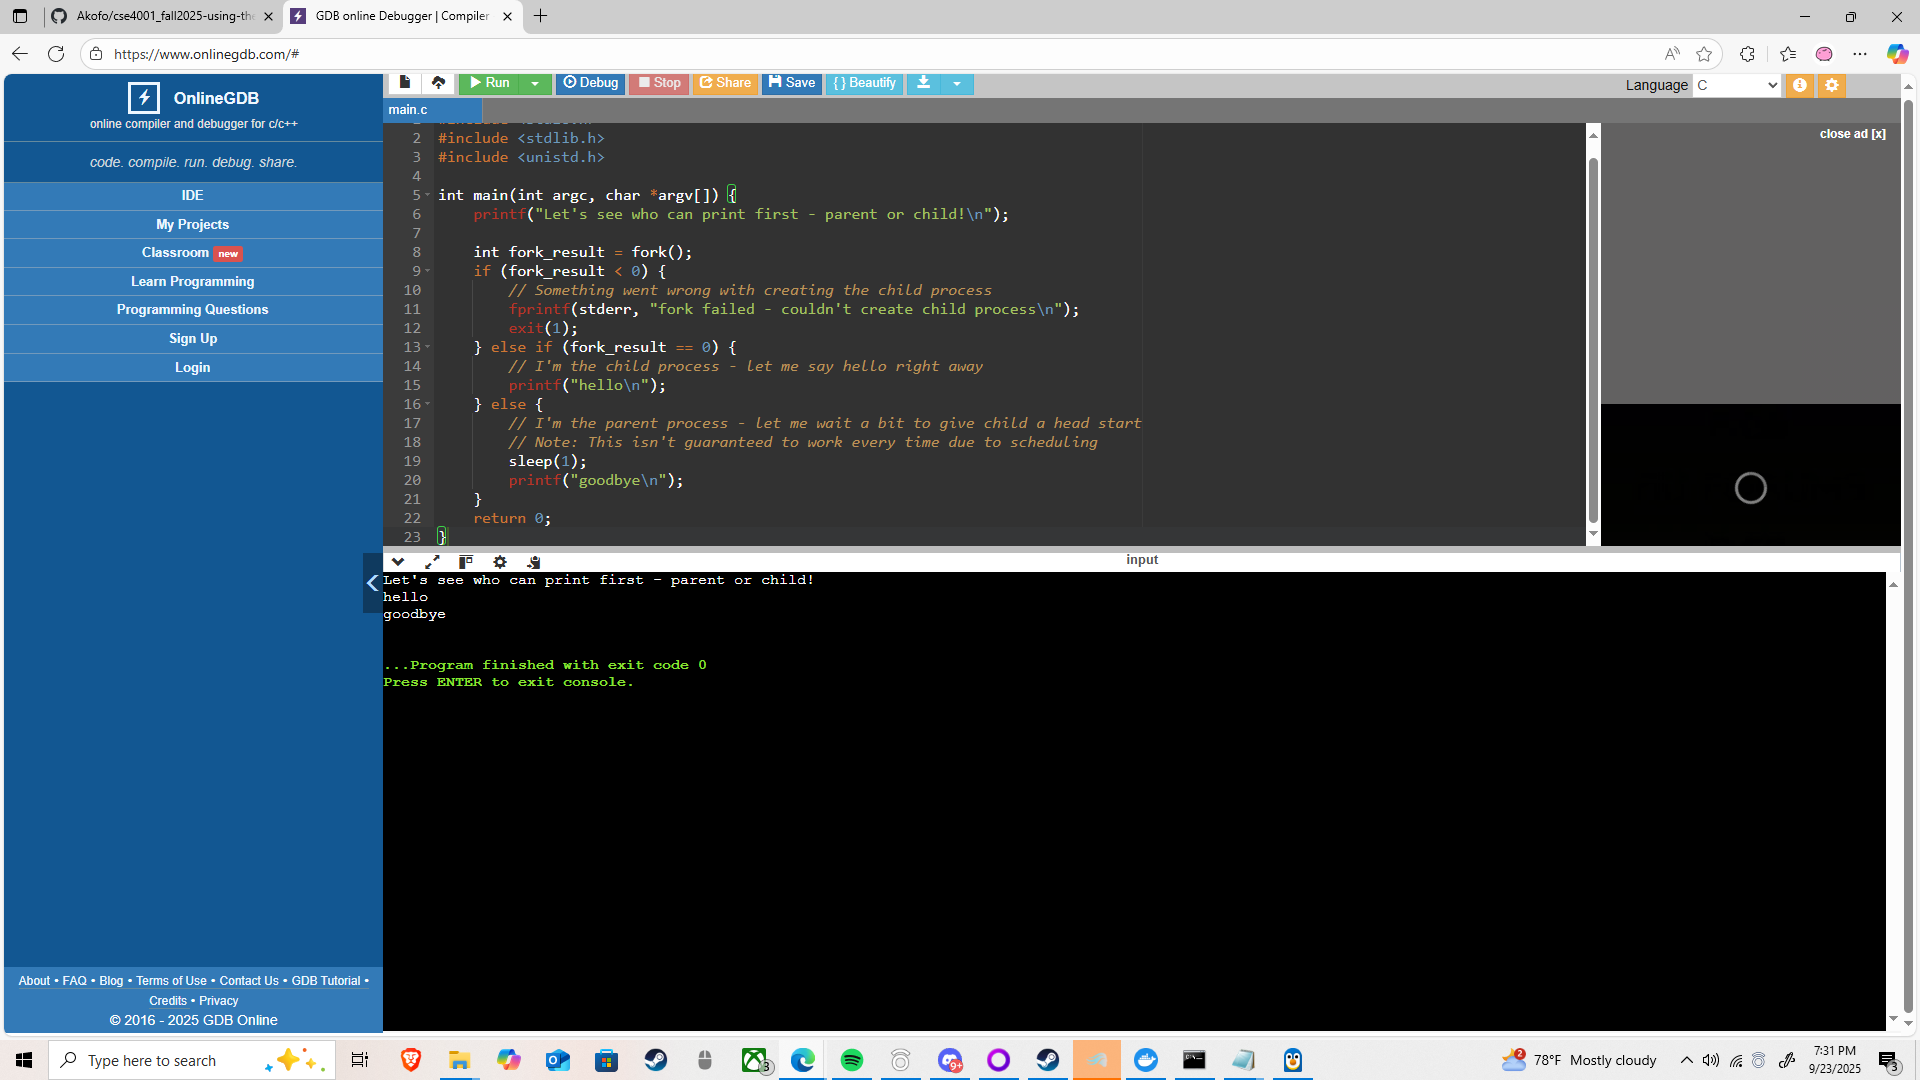 Akofo/cse4001_fall2025-using-the
GDB online Debugger | Compiler
https://www.onlinegdb.com/#
OnlineGDB
online compiler and debugger for c/c++
code. compile. run. debug. share.
IDE
My Projects
Classroom new
Learn Programming
Programming Questions
Sign Up
Login
About • FAQ • Blog • Terms of Use • Contact Us • GDB Tutorial •
Credits • Privacy
© 2016 - 2025 GDB Online
Run
Debug
Stop
Share
Save
{ } Beautify
Language C
main.c
close ad [x]
2 #include <stdlib.h>
3 #include <unistd.h>
4
5 int main(int argc, char *argv[]) {
6 printf("Let's see who can print first - parent or child!\n");
7
8 int fork_result = fork();
9 if (fork_result < 0) {
10 // Something went wrong with creating the child process
11 fprintf(stderr, "fork failed - couldn't create child process\n");
12 exit(1);
13 } else if (fork_result == 0) {
14 // I'm the child process - let me say hello right away
15 printf("hello\n");
16 } else {
17 // I'm the parent process - let me wait a bit to give child a head start
18 // Note: This isn't guaranteed to work every time due to scheduling
19 sleep(1);
20 printf("goodbye\n");
21 }
22 return 0;
23 }
input
Let's see who can print first - parent or child!
hello
goodbye
...Program finished with exit code 0
Press ENTER to exit console.
Type here to search
3
9+
2
78°F Mostly cloudy
7:31 PM
9/23/2025
3